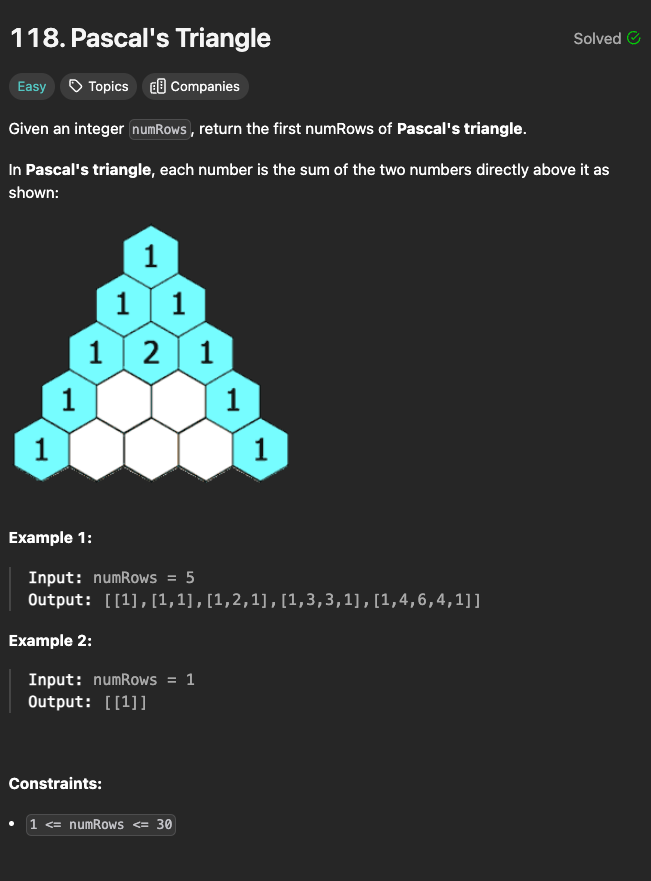 118. Pascal's Triangle
Solved
Easy Topics Companies
Given an integer numRows, return the first numRows of Pascal's triangle.
In Pascal's triangle, each number is the sum of the two numbers directly above it as
shown:
1
1 1
1 2 1
1 1
1 1
Example 1:
Input: numRows = 5
Output: [[1],[1,1],[1,2,1],[1,3,3,1],[1,4,6,4,1]]
Example 2:
Input: numRows = 1
Output: [[1]]
Constraints:
• 1 <= numRows <= 30